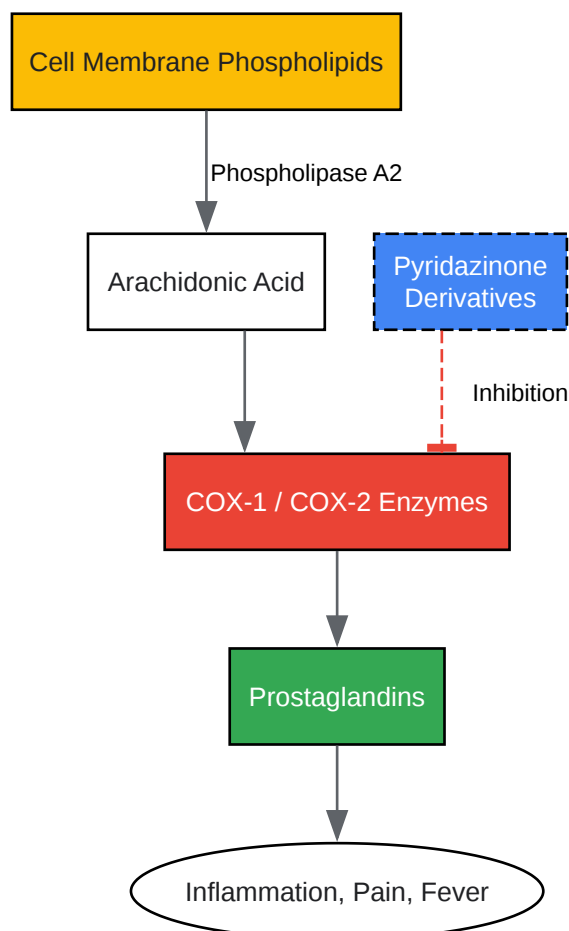 Cell Membrane Phospholipids
Phospholipase A2
Arachidonic Acid
Pyridazinone
Derivatives
Inhibition
COX-1 / COX-2 Enzymes
Prostaglandins
Inflammation, Pain, Fever